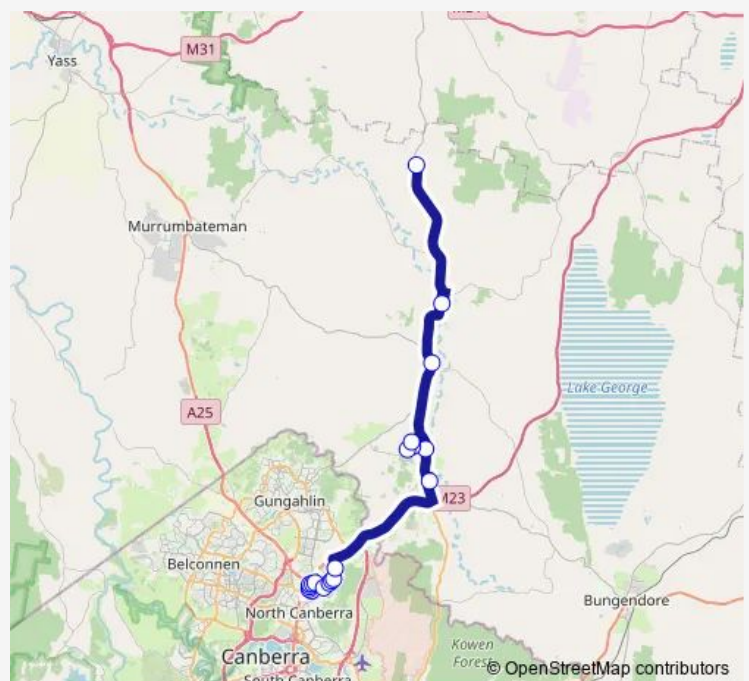 M31
Yass
Murrumbateman
A25
Lake George
M23
Gungahlin
Belconnen
North Canberra
Bungendore
Kowen
Forest
Canberra
South Canberra
© OpenStreetMap contributors